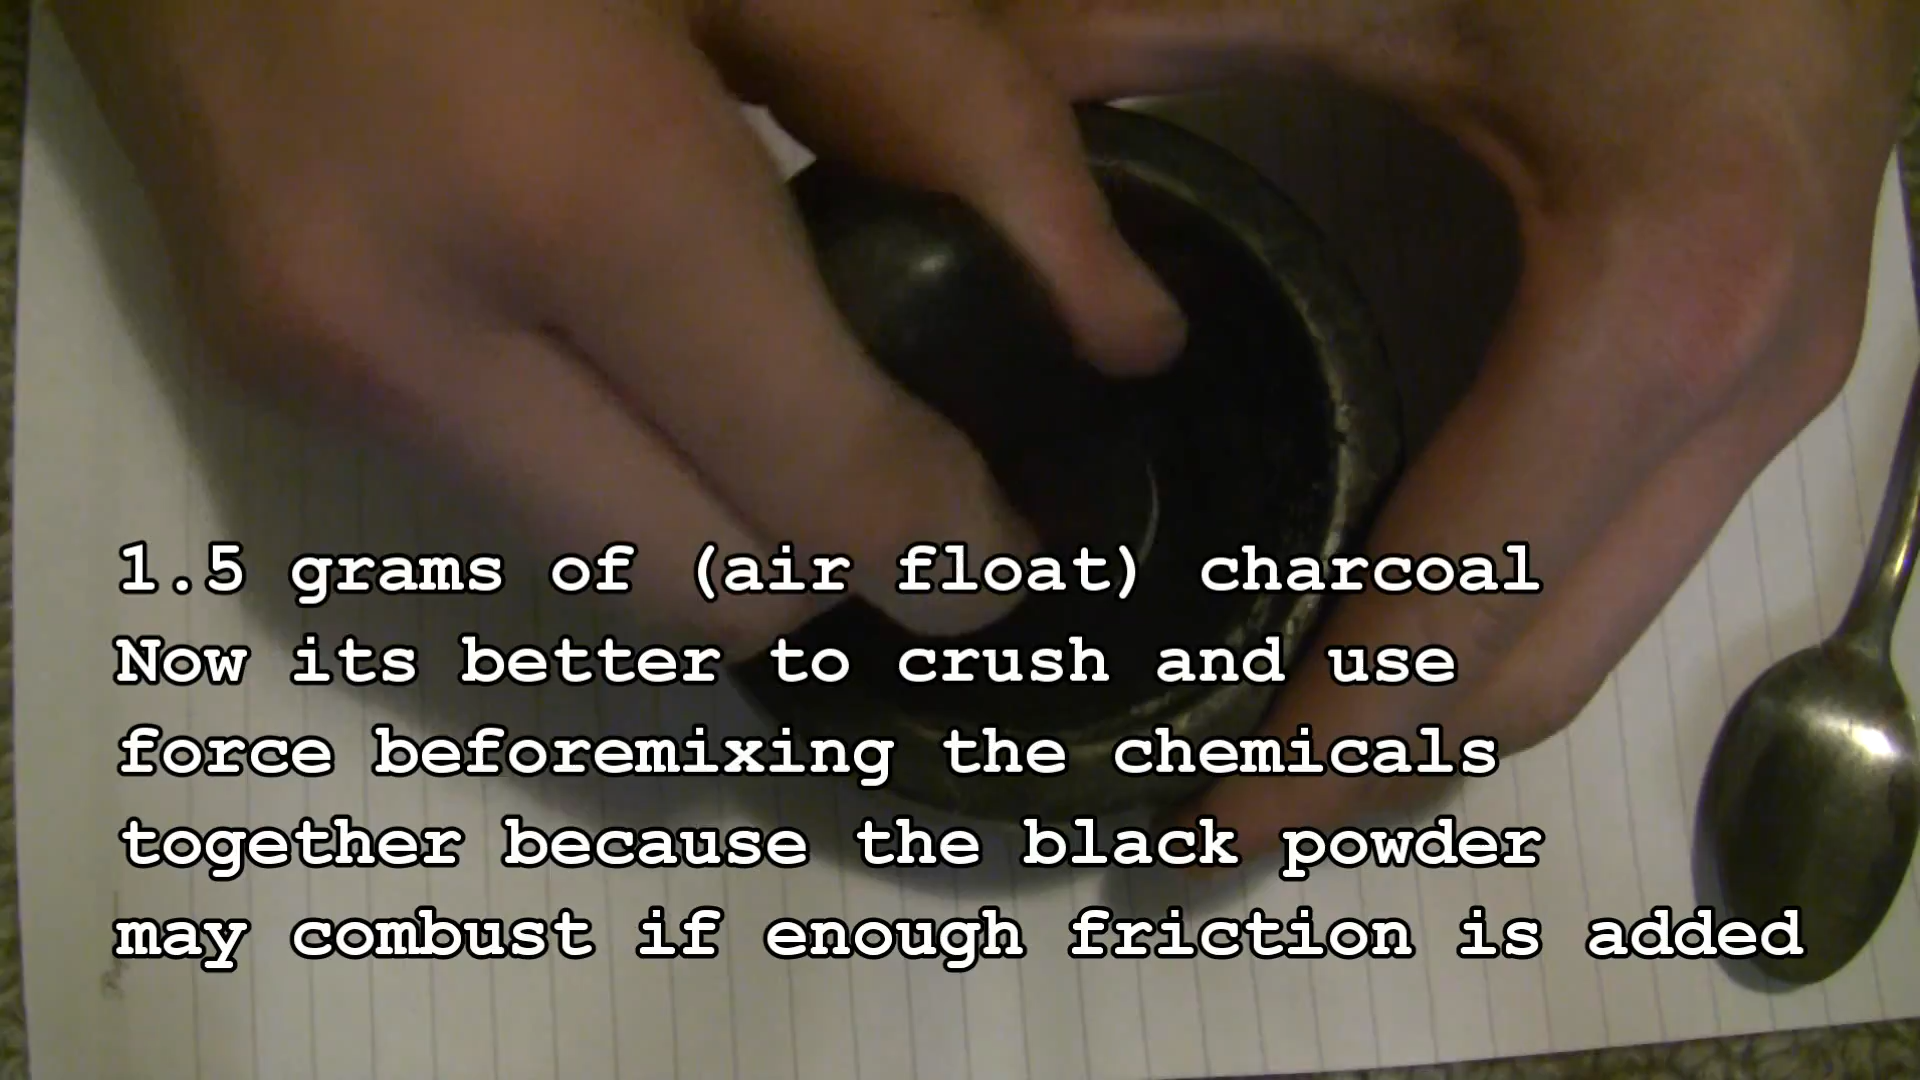 1.5 grams of (air float) charcoal
Now its better to crush and use
force beforemixing the chemicals
together because the black powder
may combust if enough friction is added